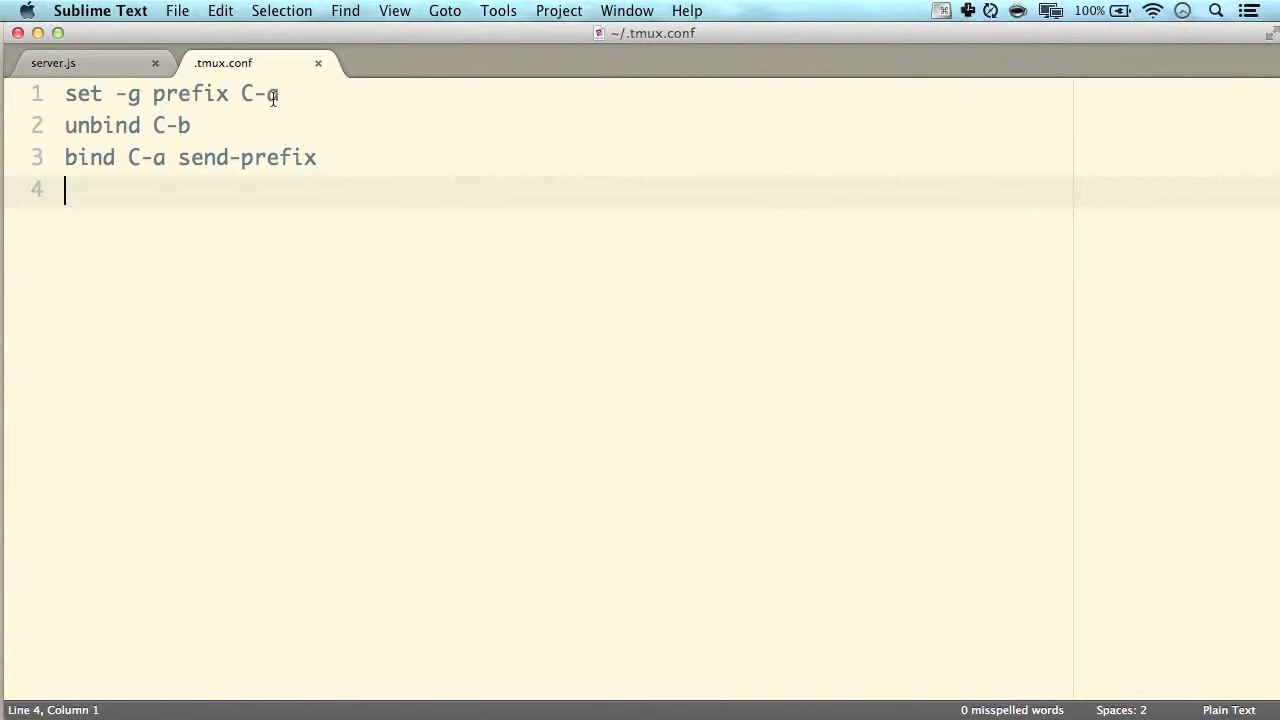 Sublime Text File Edit Selection Find View Goto Tools Project Window Help 100%
~/.tmux.conf
server.js × .tmux.conf ×
1 set -g prefix C-a
2 unbind C-b
3 bind C-a send-prefix
4
Line 4, Column 1 0 misspelled words Spaces: 2 Plain Text